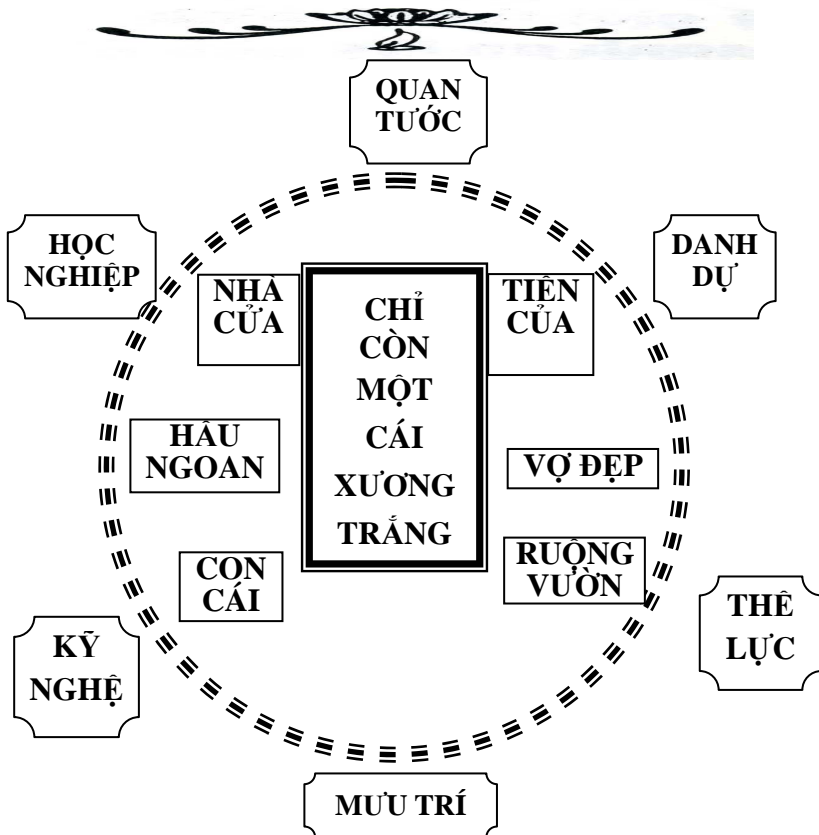 QUAN
TƯỚC
HỌC
NGHIỆP
DANH
DỰ
NHÀ
CỬA
TIỀN
CỦA
CHỈ
CÒN
MỘT
CÁI
XƯƠNG
TRẮNG
HẦU
NGOAN
VỢ ĐẸP
CON
CÁI
RUỘNG
VƯỜN
KỸ
NGHỆ
THẾ
LỰC
MƯU TRÍ